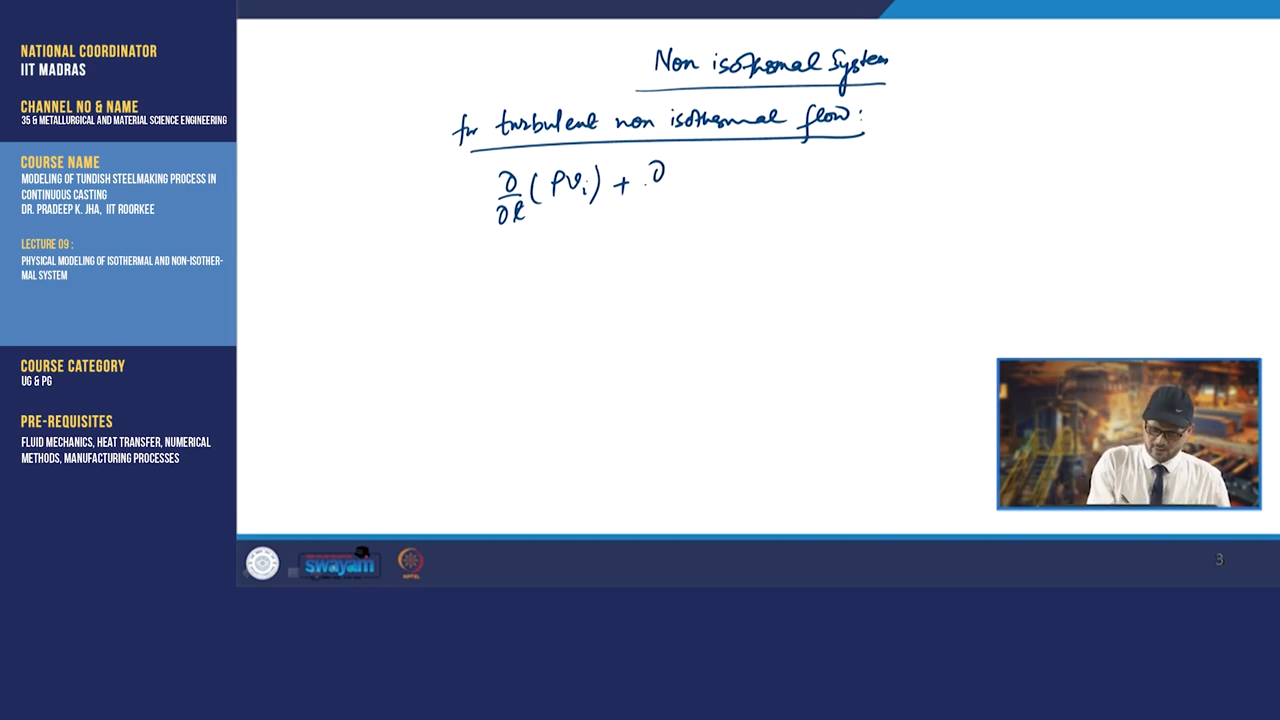 NATIONAL COORDINATOR
IIT MADRAS
CHANNEL NO & NAME
35 & METALLURGICAL AND MATERIAL SCIENCE ENGINEERING
COURSE NAME
MODELING OF TUNDISH STEELMAKING PROCESS IN
CONTINUOUS CASTING
DR. PRADEEP K. JHA, IIT ROORKEE
LECTURE 09 :
PHYSICAL MODELING OF ISOTHERMAL AND NON-ISOTHER-
MAL SYSTEM
COURSE CATEGORY
UG & PG
PRE-REQUISITES
FLUID MECHANICS, HEAT TRANSFER, NUMERICAL
METHODS, MANUFACTURING PROCESSES
Non isothermal System
for turbulent non isothermal flow:
∂/∂t (ρv_i) + ∂
swayam
3